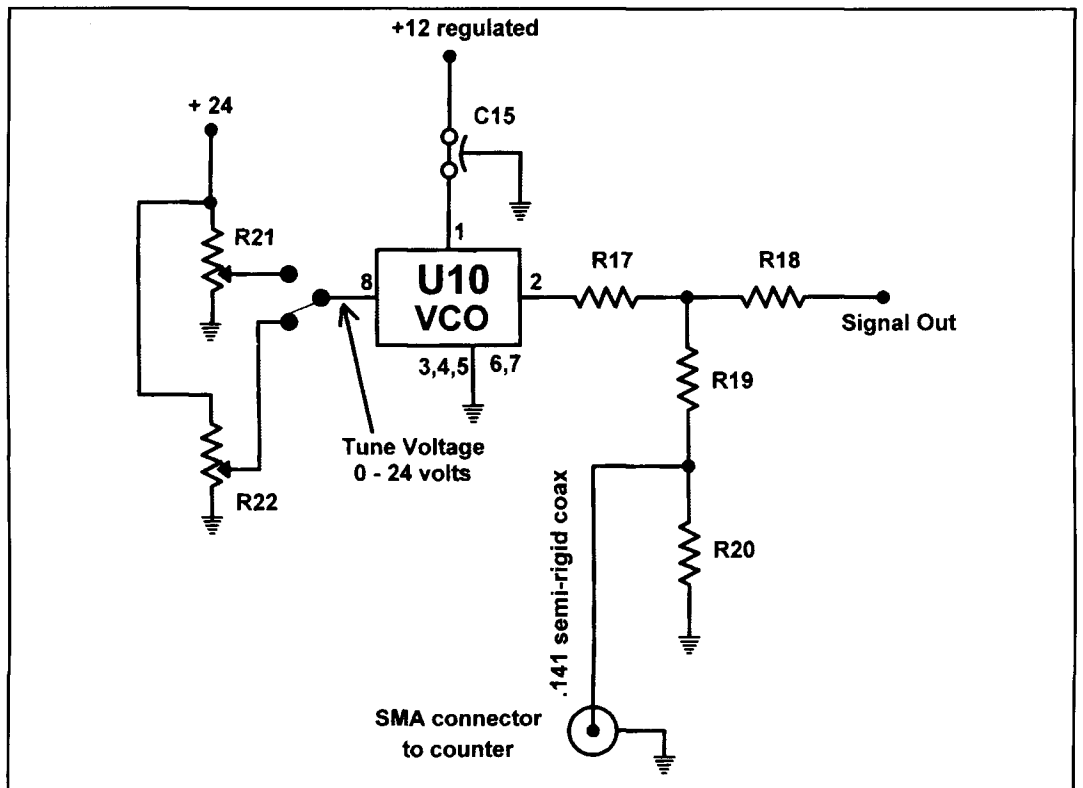 +12 regulated
+ 24
C15
R21
1
8
U10
VCO
2
R17
R18
Signal Out
3,4,5
6,7
R19
Tune Voltage
0 - 24 volts
R22
.141 semi-rigid coax
R20
SMA connector
to counter